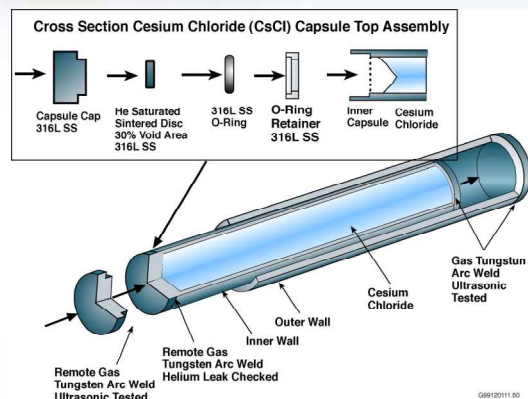 Cross Section Cesium Chloride (CsCl) Capsule Top Assembly
Capsule Cap
316L SS
He Saturated
Sintered Disc
30% Void Area
316L SS
316L SS
O-Ring
O-Ring
Retainer
316L SS
Inner
Capsule
Cesium
Chloride
Gas Tungstun
Arc Weld
Ultrasonic
Tested
Cesium
Chloride
Outer Wall
Inner Wall
Remote Gas
Tungsten Arc Weld
Helium Leak Checked
Remote Gas
Tungsten Arc Weld
Ultrasonic Tested
G89120111.50